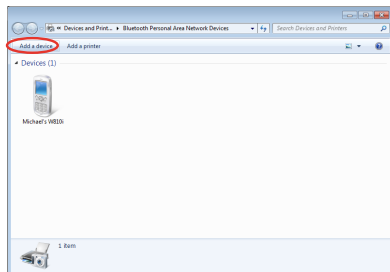 « Devices and Print... ▸ Bluetooth Personal Area Network Devices
Search Devices and Printers
Add a device
Add a printer
Devices (1)
Michael's W810i
1 item